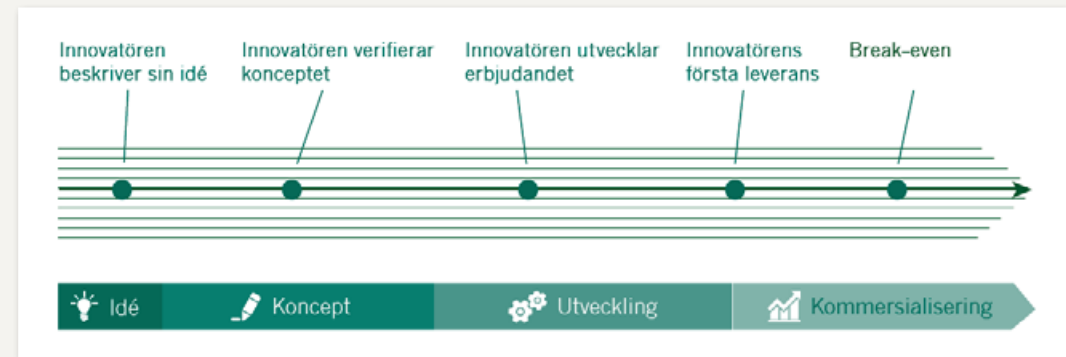 Innovatören
beskriver sin idé
Innovatören verifierar
konceptet
Innovatören utvecklar
erbjudandet
Innovatörens
första leverans
Break-even
Idé
Koncept
Utveckling
Kommersialisering